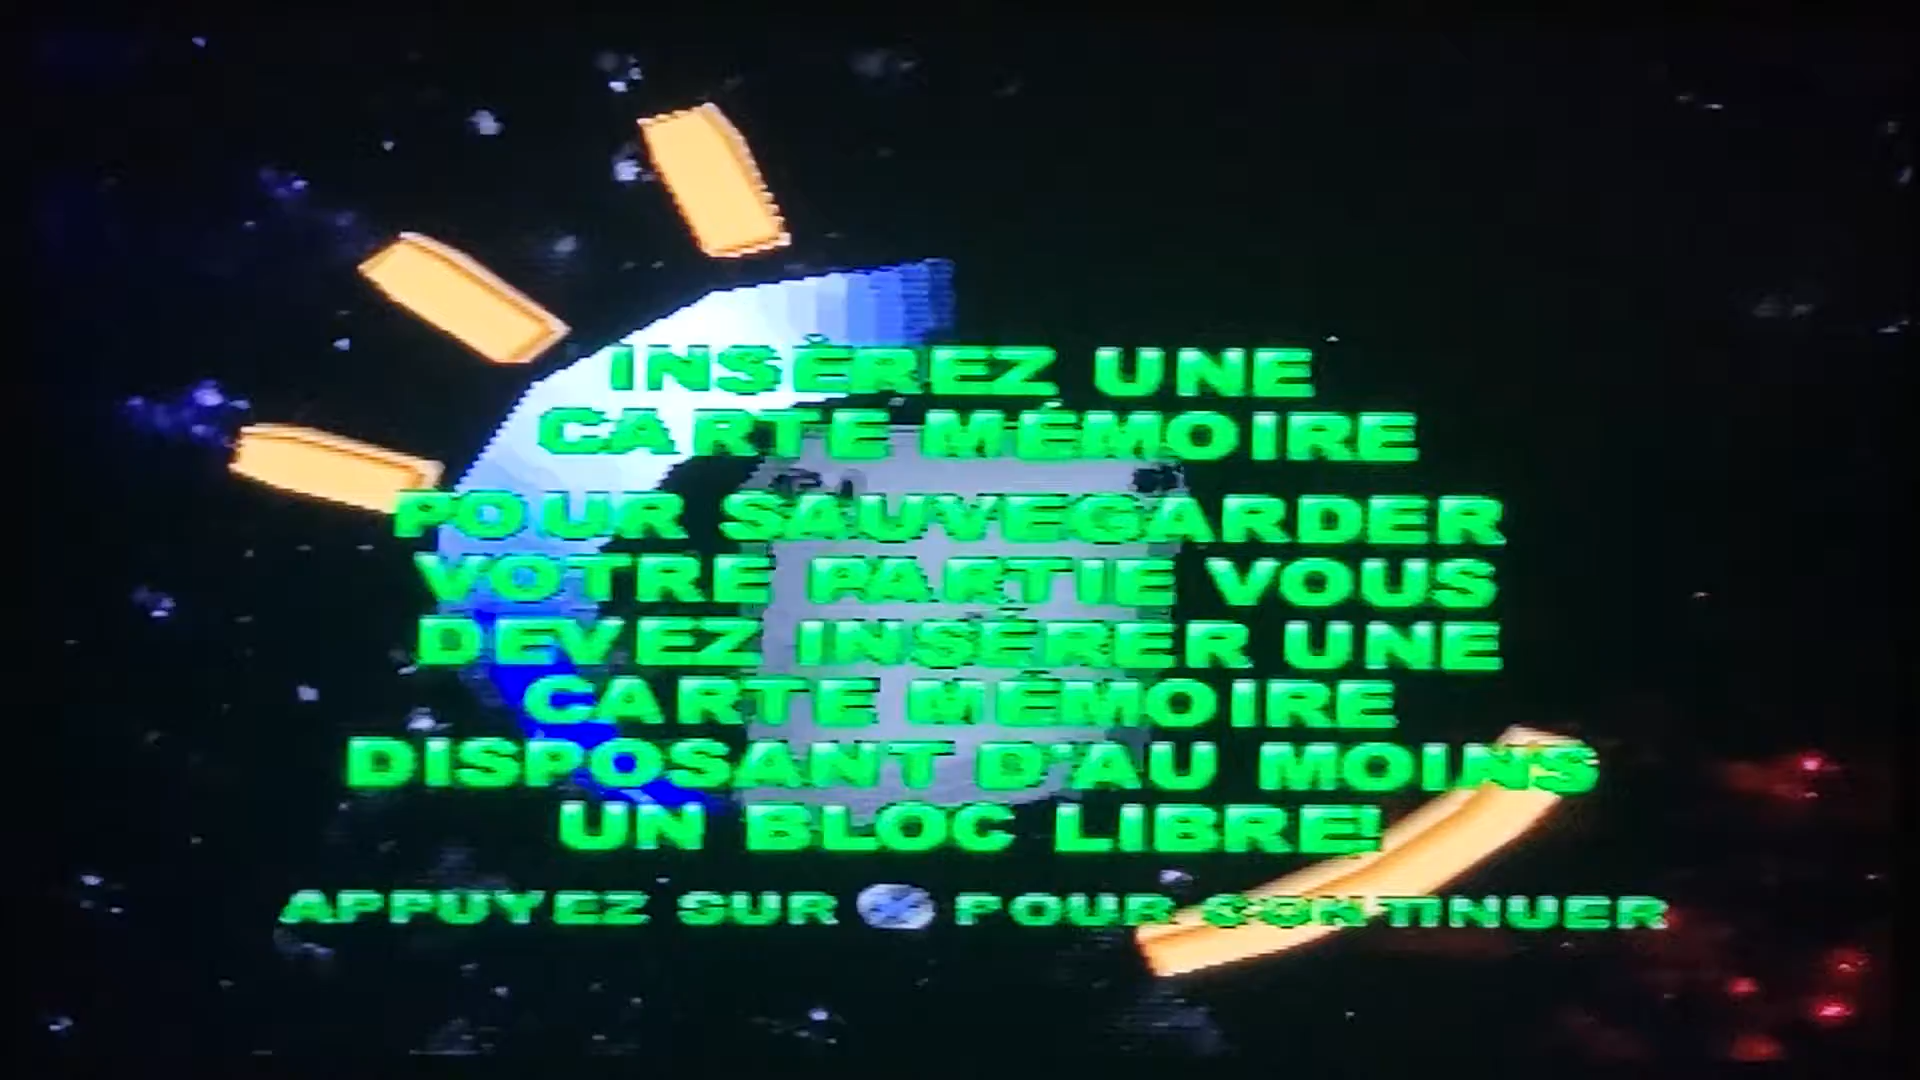 INSÉREZ UNE
CARTE MÉMOIRE
POUR SAUVEGARDER
VOTRE PARTIE VOUS
DEVEZ INSÉRER UNE
CARTE MÉMOIRE
DISPOSANT D'AU MOINS
UN BLOC LIBRE!
APPUYEZ SUR POUR CONTINUER